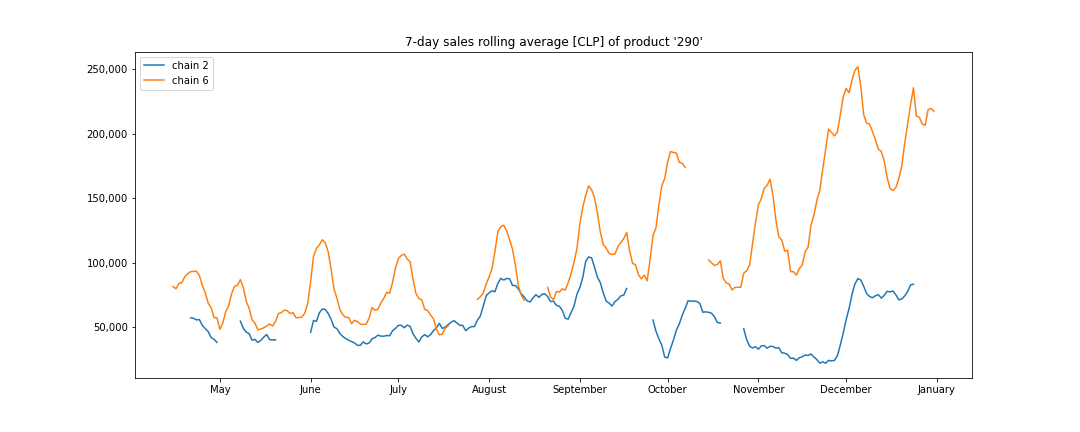 7-day sales rolling average [CLP] of product '290'
chain 2
chain 6
250,000
200,000
150,000
100,000
50,000
May June July August September October November December January